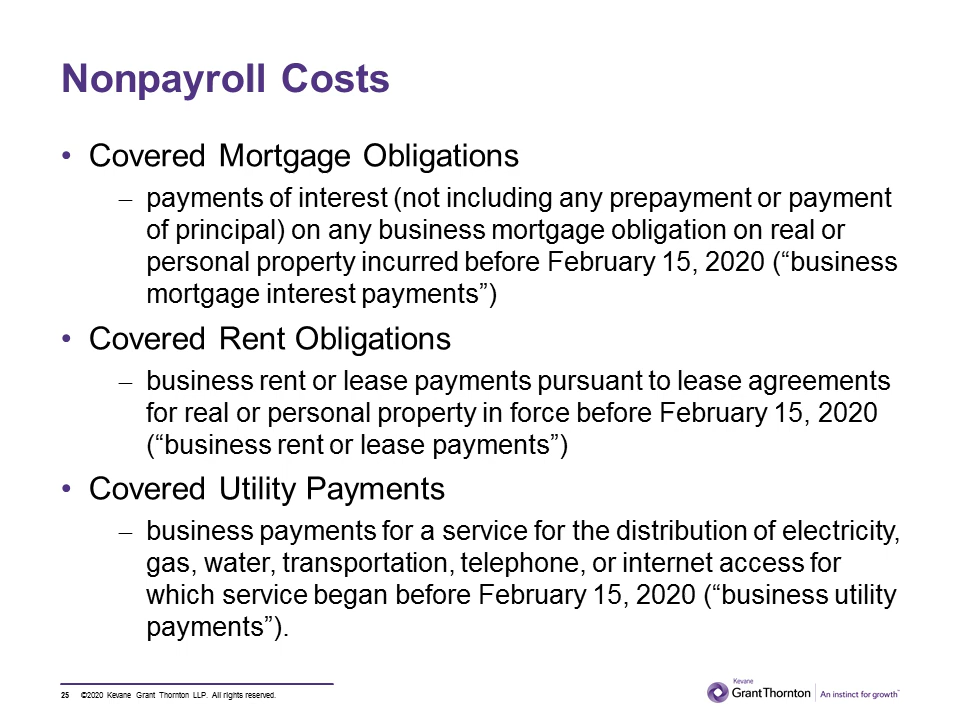 Nonpayroll Costs
• Covered Mortgage Obligations
– payments of interest (not including any prepayment or payment
of principal) on any business mortgage obligation on real or
personal property incurred before February 15, 2020 (“business
mortgage interest payments”)
• Covered Rent Obligations
– business rent or lease payments pursuant to lease agreements
for real or personal property in force before February 15, 2020
(“business rent or lease payments”)
• Covered Utility Payments
– business payments for a service for the distribution of electricity,
gas, water, transportation, telephone, or internet access for
which service began before February 15, 2020 (“business utility
payments”).
25 ©2020 Kevane Grant Thornton LLP. All rights reserved.
Kevane
GrantThornton
An instinct for growth™